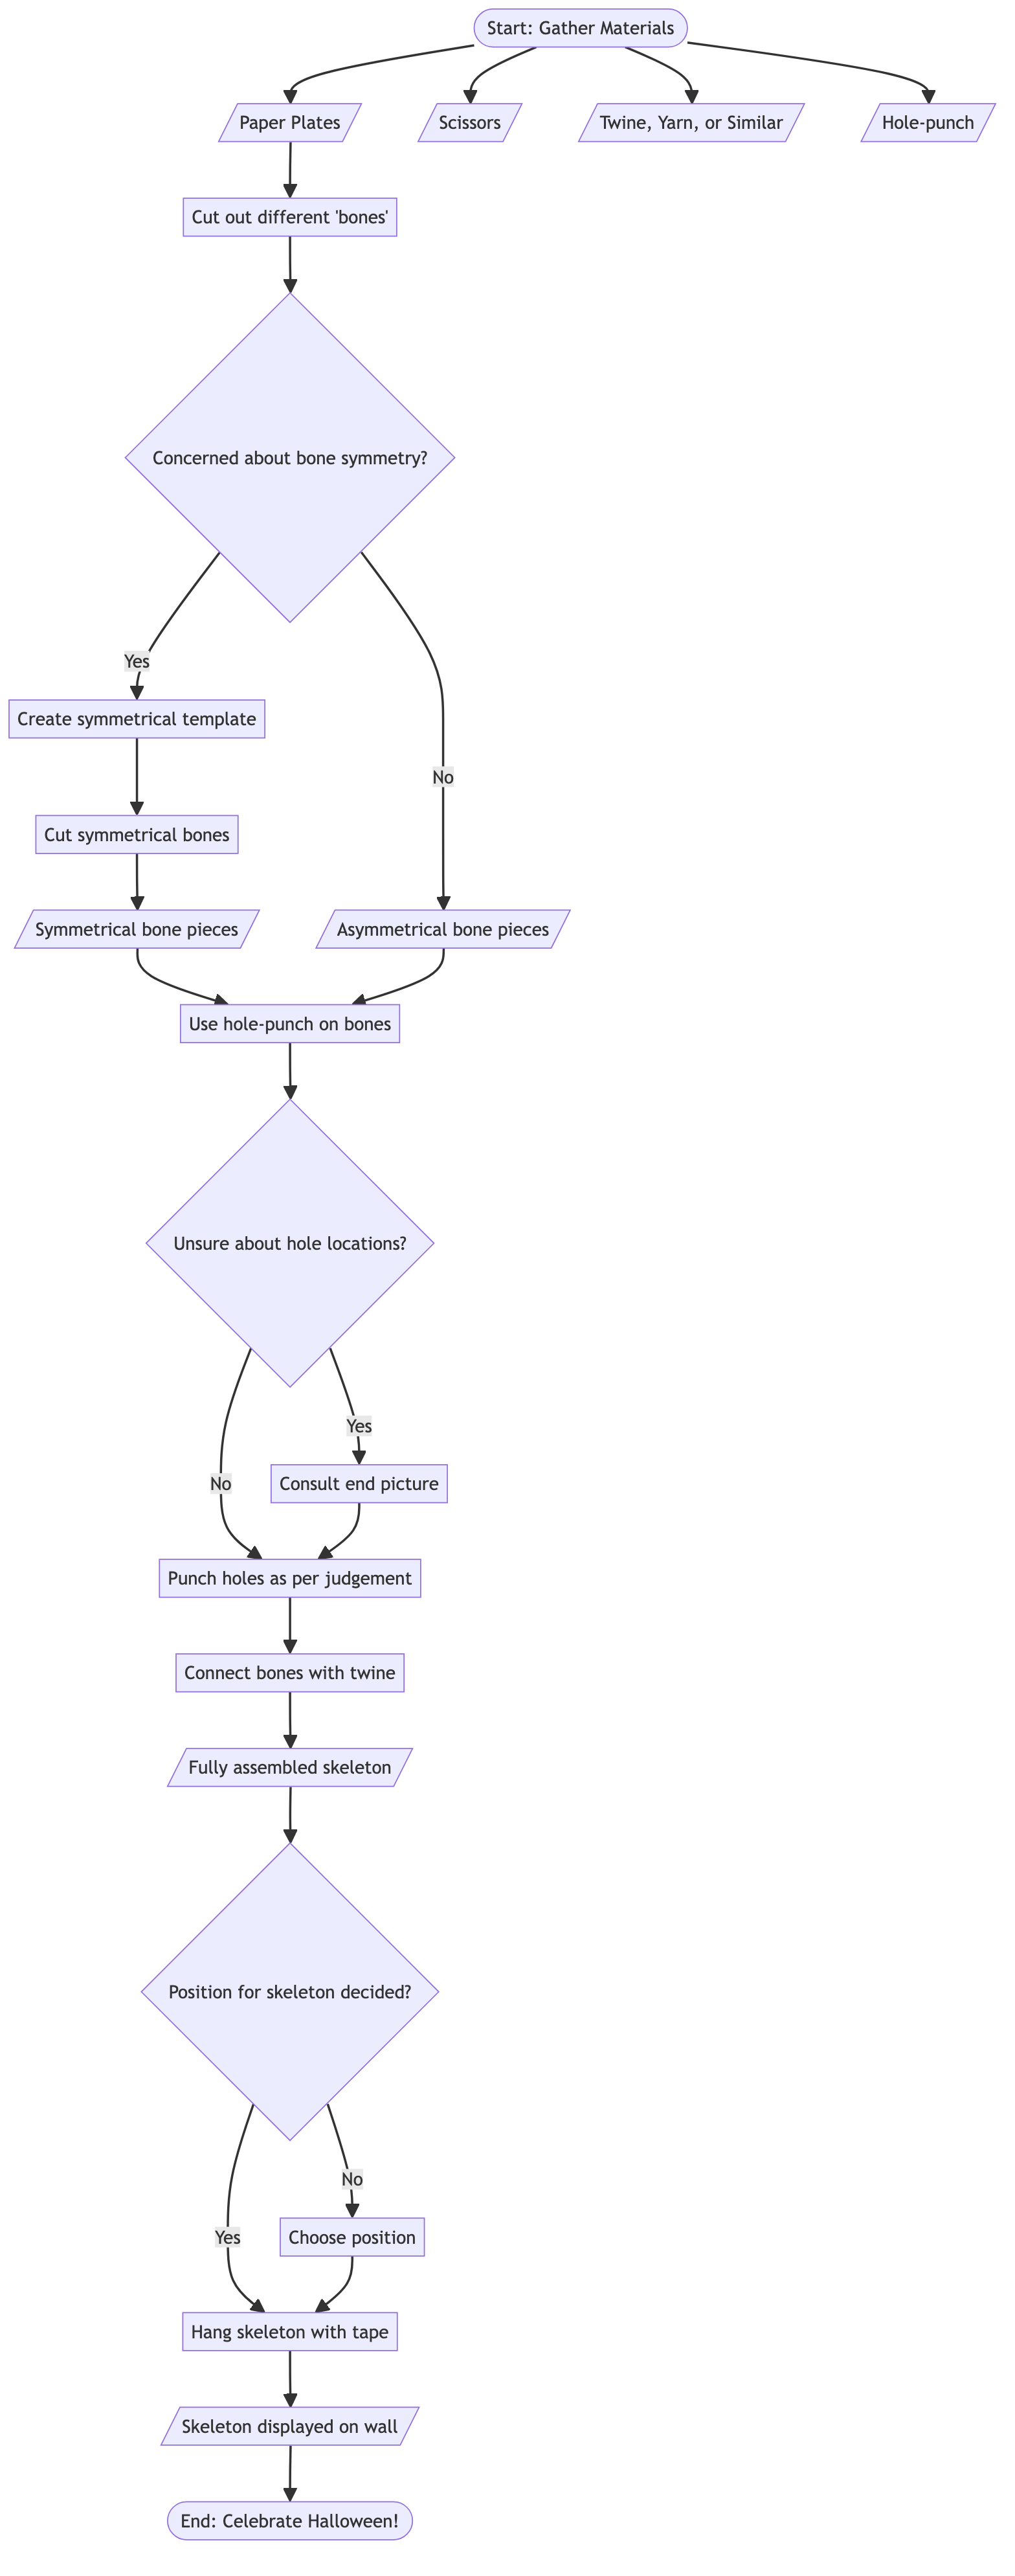 Start: Gather Materials
Paper Plates
Scissors
Twine, Yarn, or Similar
Hole-punch
Cut out different 'bones'
Concerned about bone symmetry?
Yes
Create symmetrical template
No
Cut symmetrical bones
Symmetrical bone pieces
Asymmetrical bone pieces
Use hole-punch on bones
Unsure about hole locations?
Yes
No
Consult end picture
Punch holes as per judgement
Connect bones with twine
Fully assembled skeleton
Position for skeleton decided?
No
Yes
Choose position
Hang skeleton with tape
Skeleton displayed on wall
End: Celebrate Halloween!